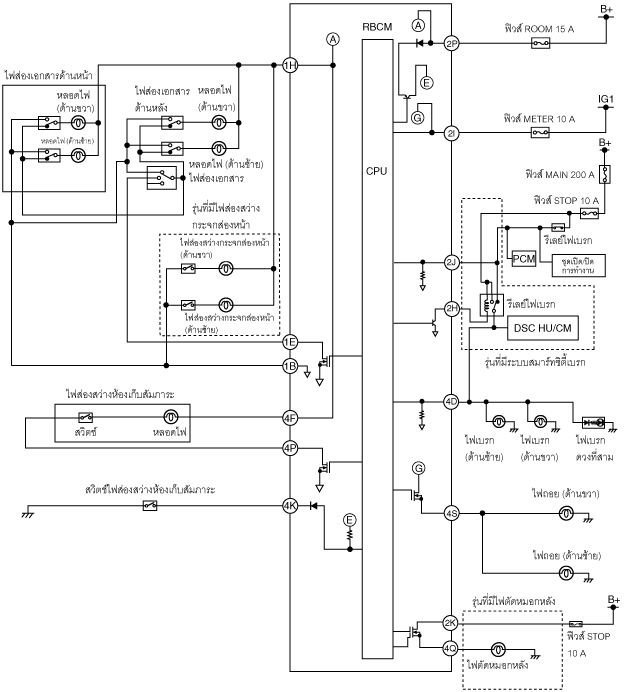 B+
ฟิวส์ ROOM 15 A
A
RBCM
A
2P
ไฟส่องเอกสารด้านหน้า
1H
E
หลอดไฟ
(ด้านขวา)
ไฟส่องเอกสาร
ด้านหลัง
หลอดไฟ
(ด้านขวา)
G
IG1
ฟิวส์ METER 10 A
2I
หลอดไฟ (ด้านซ้าย)
B+
หลอดไฟ (ด้านซ้าย)
ไฟส่องเอกสาร
CPU
ฟิวส์ MAIN 200 A
ฟิวส์ STOP 10 A
รุ่นที่มีไฟส่องสว่าง
กระจกส่องหน้า
ไฟส่องสว่างกระจกส่องหน้า
(ด้านขวา)
รีเลย์ไฟเบรก
2J
PCM
ชุดเปิด/ปิด
การทำงาน
ไฟส่องสว่างกระจกส่องหน้า
(ด้านซ้าย)
2H
รีเลย์ไฟเบรก
DSC HU/CM
1E
1B
รุ่นที่มีระบบสมาร์ทซิตี้เบรก
ไฟส่องสว่างห้องเก็บสัมภาระ
4D
สวิตช์
หลอดไฟ
4F
ไฟเบรก
(ด้านซ้าย)
ไฟเบรก
(ด้านขวา)
ไฟเบรก
ดวงที่สาม
4P
G
สวิตช์ไฟส่องสว่างห้องเก็บสัมภาระ
4K
E
ไฟถอย (ด้านขวา)
4S
ไฟถอย (ด้านซ้าย)
รุ่นที่มีไฟตัดหมอกหลัง
B+
2K
ฟิวส์ STOP
10 A
4Q
ไฟตัดหมอกหลัง